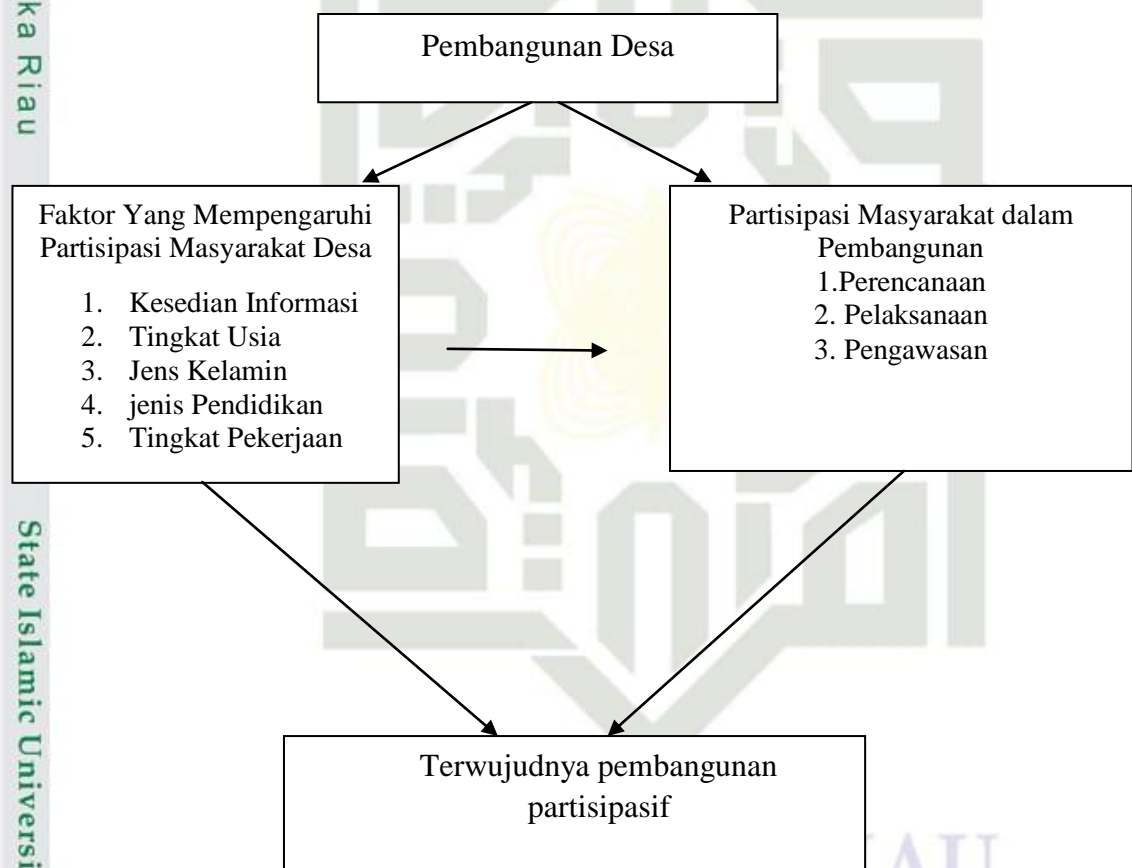 Pembangunan Desa
Faktor Yang Mempengaruhi
Partisipasi Masyarakat Desa
1. Kesedian Informasi
2. Tingkat Usia
3. Jens Kelamin
4. jenis Pendidikan
5. Tingkat Pekerjaan
Partisipasi Masyarakat dalam
Pembangunan
1.Perencanaan
2. Pelaksanaan
3. Pengawasan
Terwujudnya pembangunan
partisipasif
ka Riau
State Islamic Universi